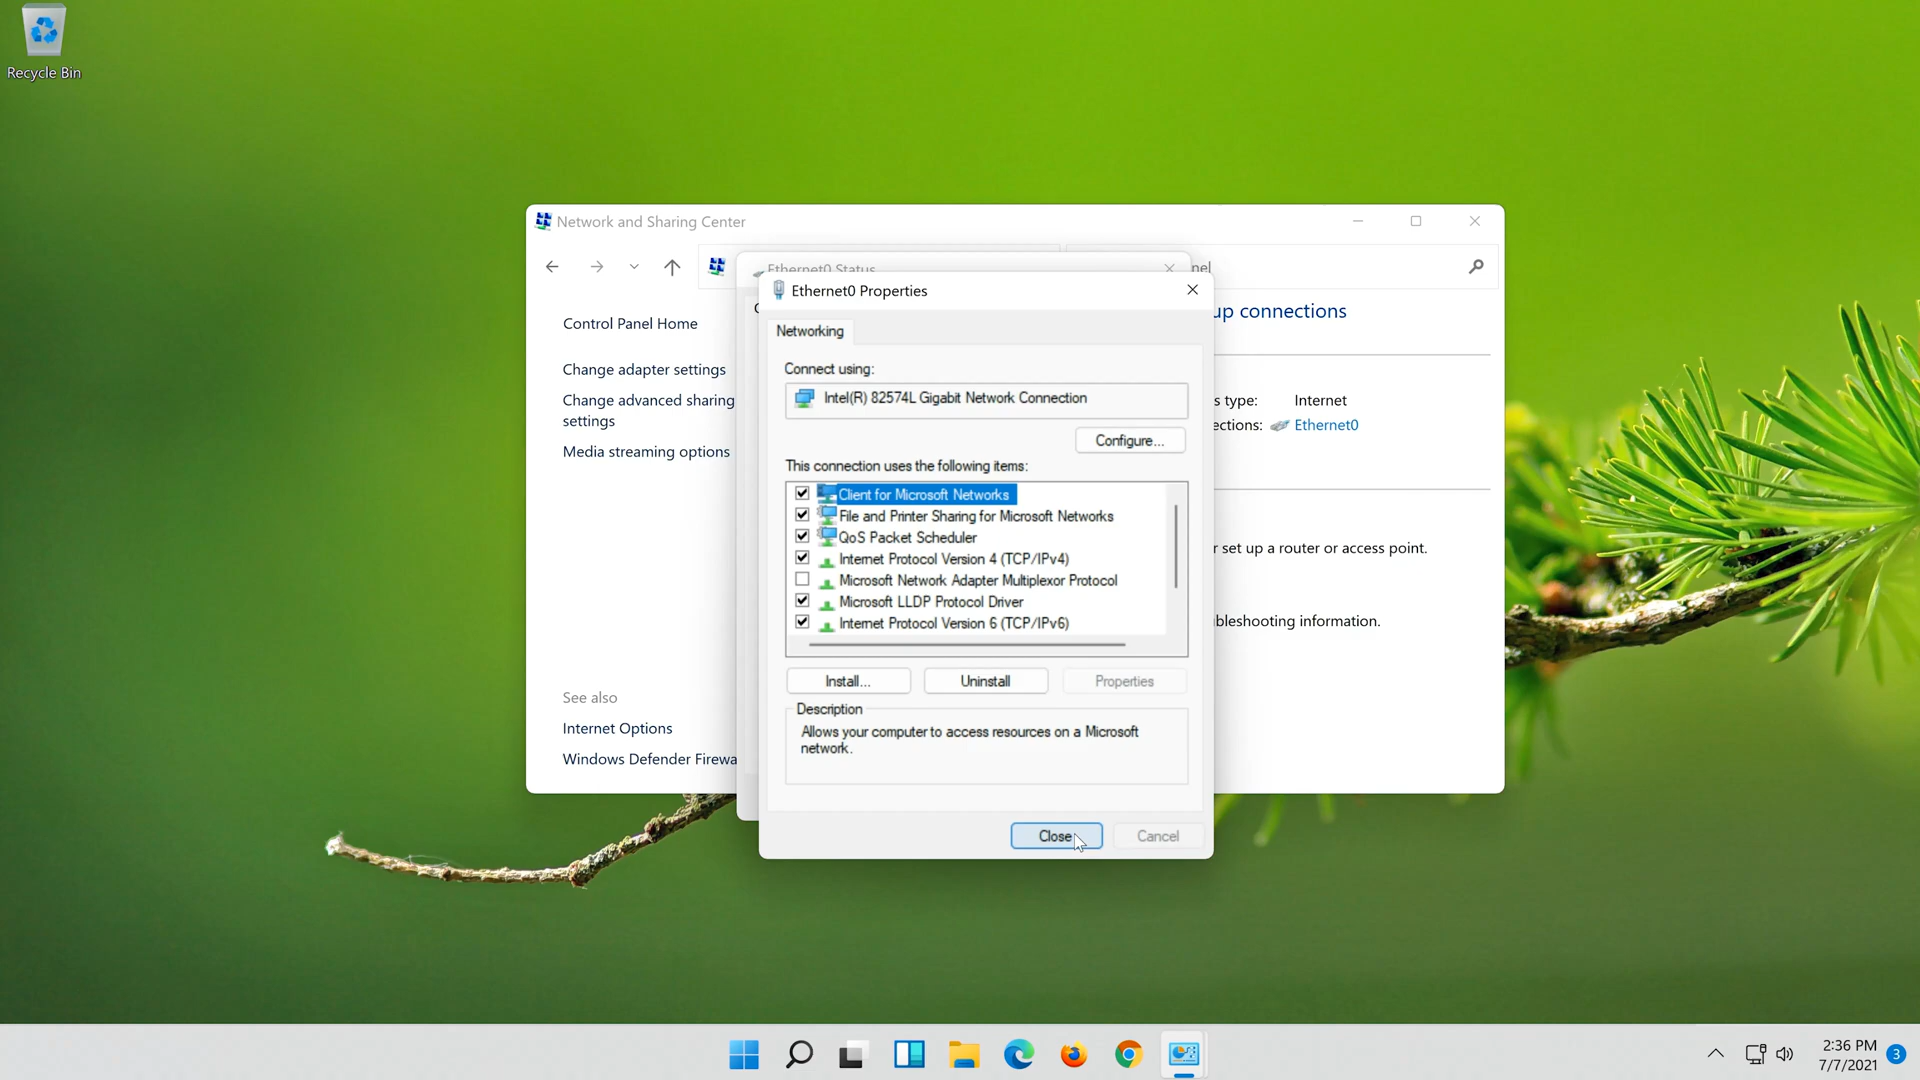 Recycle Bin
Network and Sharing Center
Ethernet0 Status
nel
Ethernet0 Properties
up connections
Control Panel Home
Networking
Change adapter settings
Connect using:
Intel(R) 82574L Gigabit Network Connection
Change advanced sharing
settings
s type: Internet
ections: Ethernet0
Configure...
Media streaming options
This connection uses the following items:
Client for Microsoft Networks
File and Printer Sharing for Microsoft Networks
QoS Packet Scheduler
Internet Protocol Version 4 (TCP/IPv4)
Microsoft Network Adapter Multiplexor Protocol
Microsoft LLDP Protocol Driver
Internet Protocol Version 6 (TCP/IPv6)
r set up a router or access point.
bleshooting information.
Install...
Uninstall
Properties
See also
Description
Internet Options
Allows your computer to access resources on a Microsoft
network.
Windows Defender Firewa
Close
Cancel
2:36 PM
7/7/2021
3